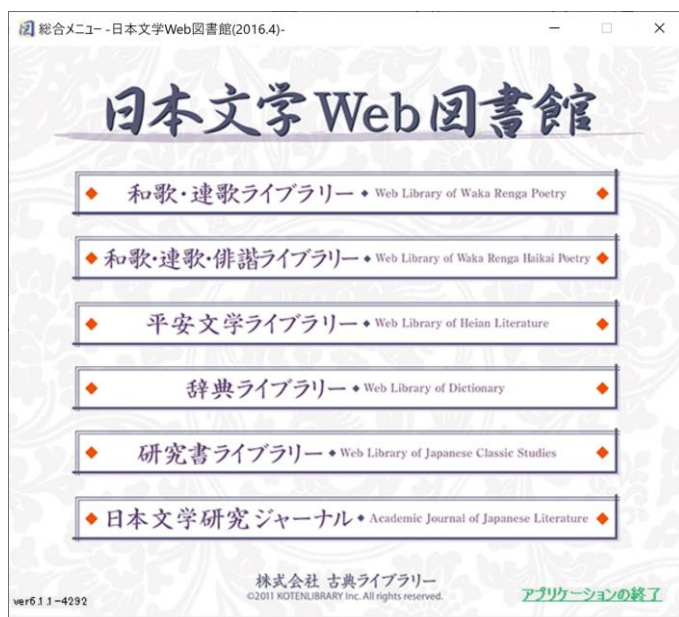 総合メニュー -日本文学Web図書館(2016.4)-
日本文学Web図書館
和歌・連歌ライブラリー ◆ Web Library of Waka Renga Poetry
和歌・連歌・俳諧ライブラリー ◆ Web Library of Waka Renga Haikai Poetry
平安文学ライブラリー ◆ Web Library of Heian Literature
辞典ライブラリー ◆ Web Library of Dictionary
研究書ライブラリー ◆ Web Library of Japanese Classic Studies
日本文学研究ジャーナル ◆ Academic Journal of Japanese Literature
株式会社 古典ライブラリー
©2011 KOTENLIBRARY Inc. All rights reserved.
ver6.1.1-4292
アプリケーションの終了